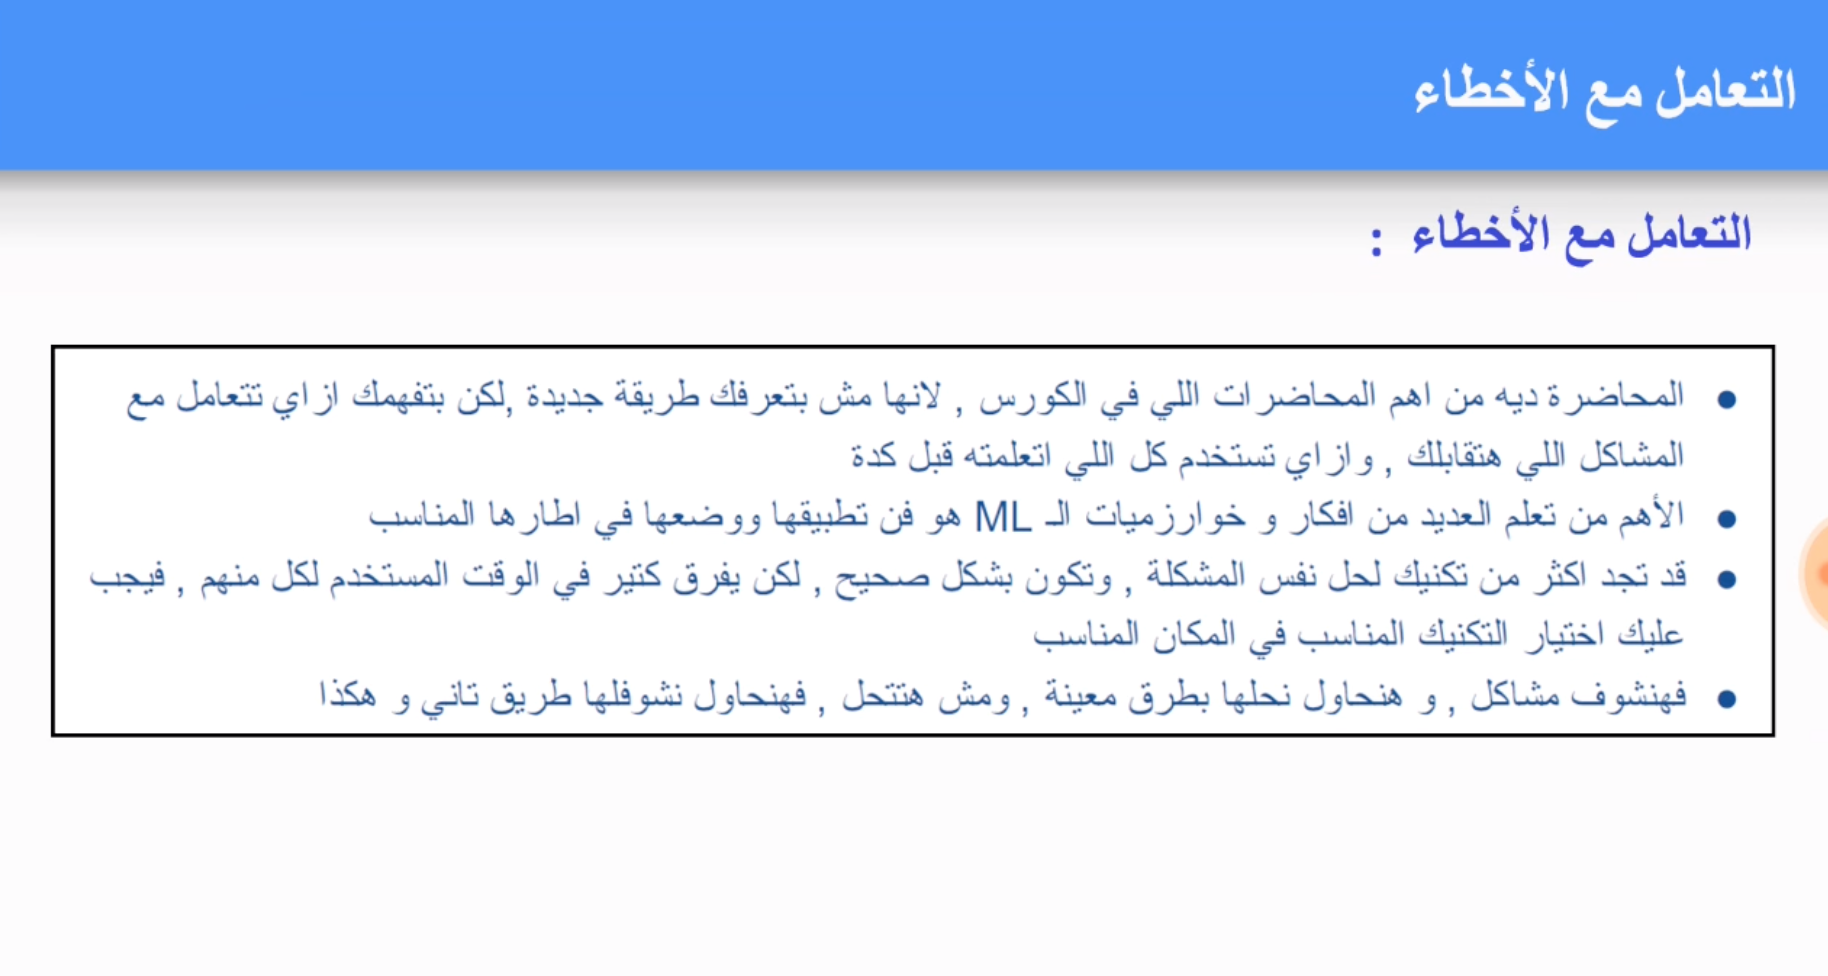 التعامل مع الأخطاء
التعامل مع الأخطاء :
● المحاضرة ديه من اهم المحاضرات اللي في الكورس , لانها مش بتعرفك طريقة جديدة ,لكن بتفهمك ازاي تتعامل مع
المشاكل اللي هتقابلك , وازاي تستخدم كل اللي اتعلمته قبل كدة
● الأهم من تعلم العديد من افكار و خوارزميات الـ ML هو فن تطبيقها ووضعها في اطارها المناسب
● قد تجد اكثر من تكنيك لحل نفس المشكلة , وتكون بشكل صحيح , لكن يفرق كتير في الوقت المستخدم لكل منهم , فيجب
عليك اختيار التكنيك المناسب في المكان المناسب
● فهنشوف مشاكل , و هنحاول نحلها بطرق معينة , ومش هتتحل , فهنحاول نشوفلها طريق تاني و هكذا